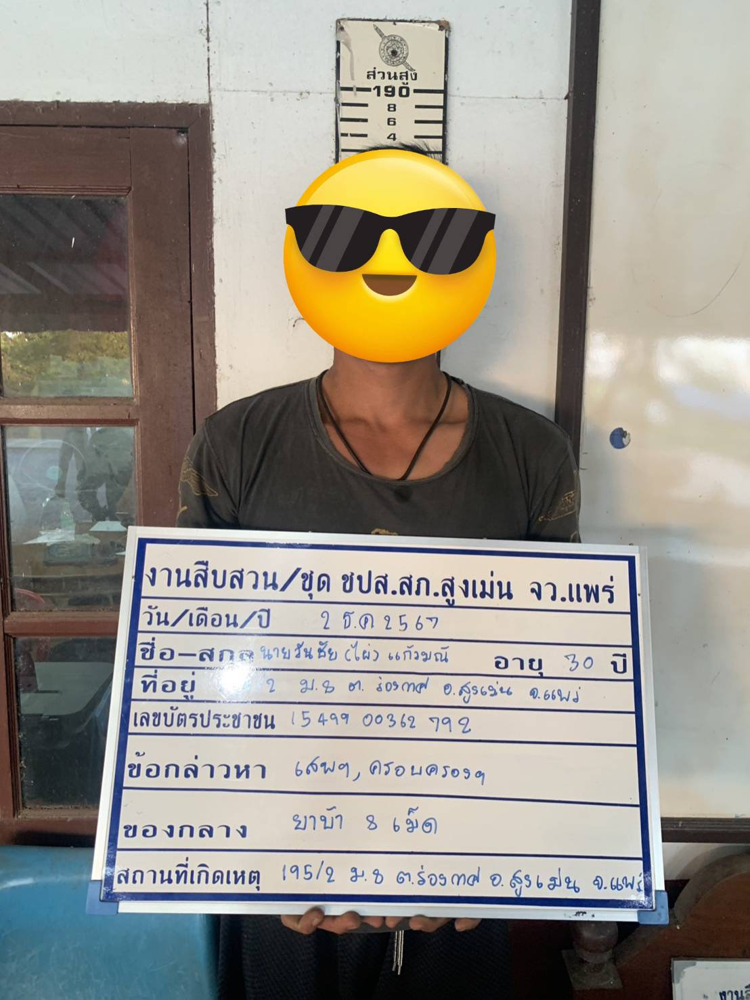 ส่วนสูง
190
8
6
4
งานสืบสวน/ชุด ชปส.สภ.สูงเม่น จว.แพร่
วัน/เดือน/ปี 2 ธ.ค 2567
ชื่อ-สกุล นายวันชัย (ไผ่) แก้วมณี อายุ 30 ปี
ที่อยู่ 2 ม.8 ต. ร่องกาศ อ.สูงเม่น จ.แพร่
เลขบัตรประชาชน 15499 00362 792
ข้อกล่าวหา เสพฯ, ครอบครองฯ
ของกลาง ยาบ้า 8 เม็ด
สถานที่เกิดเหตุ 195/2 ม.8 ต.ร่องกาศ อ.สูงเม่น จ.แพร่